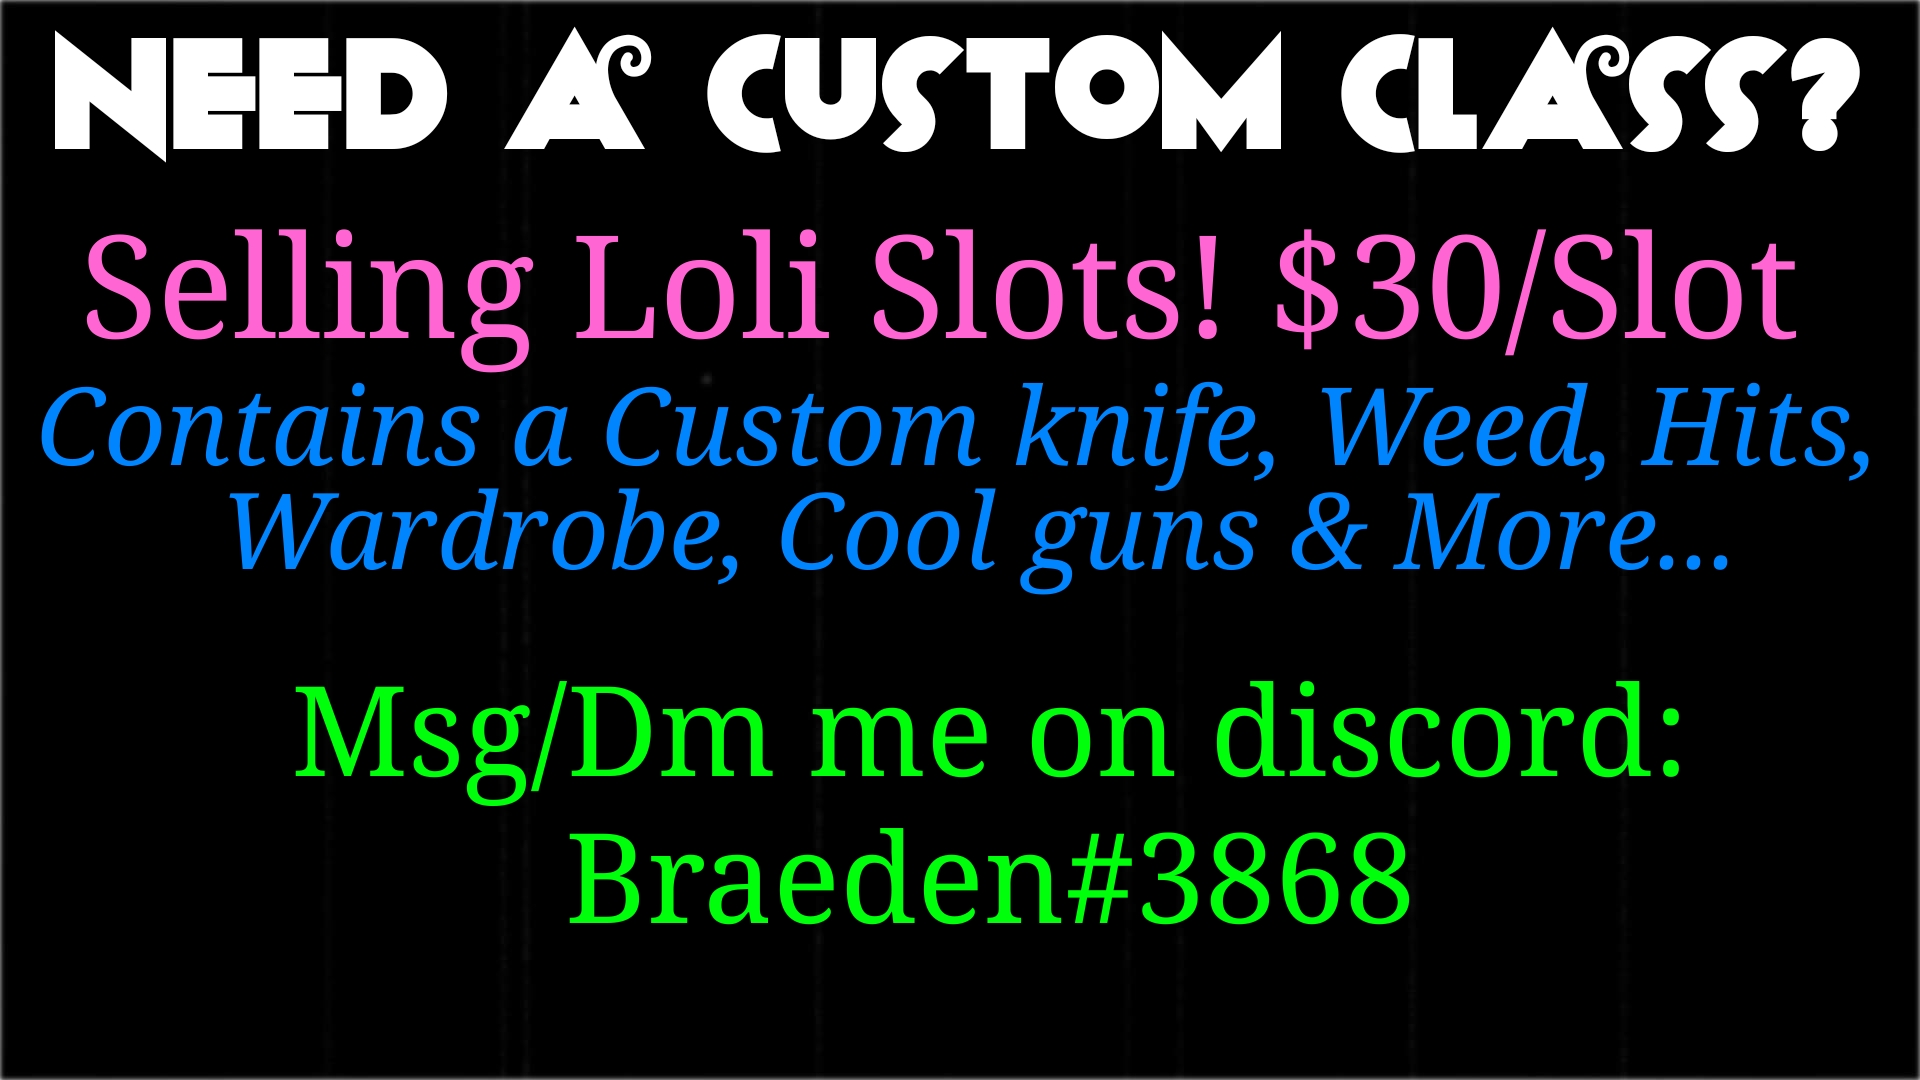 NEED A CUSTOM CLASS?
Selling Loli Slots! $30/Slot
Contains a Custom knife, Weed, Hits,
Wardrobe, Cool guns & More...
Msg/Dm me on discord:
Braeden#3868